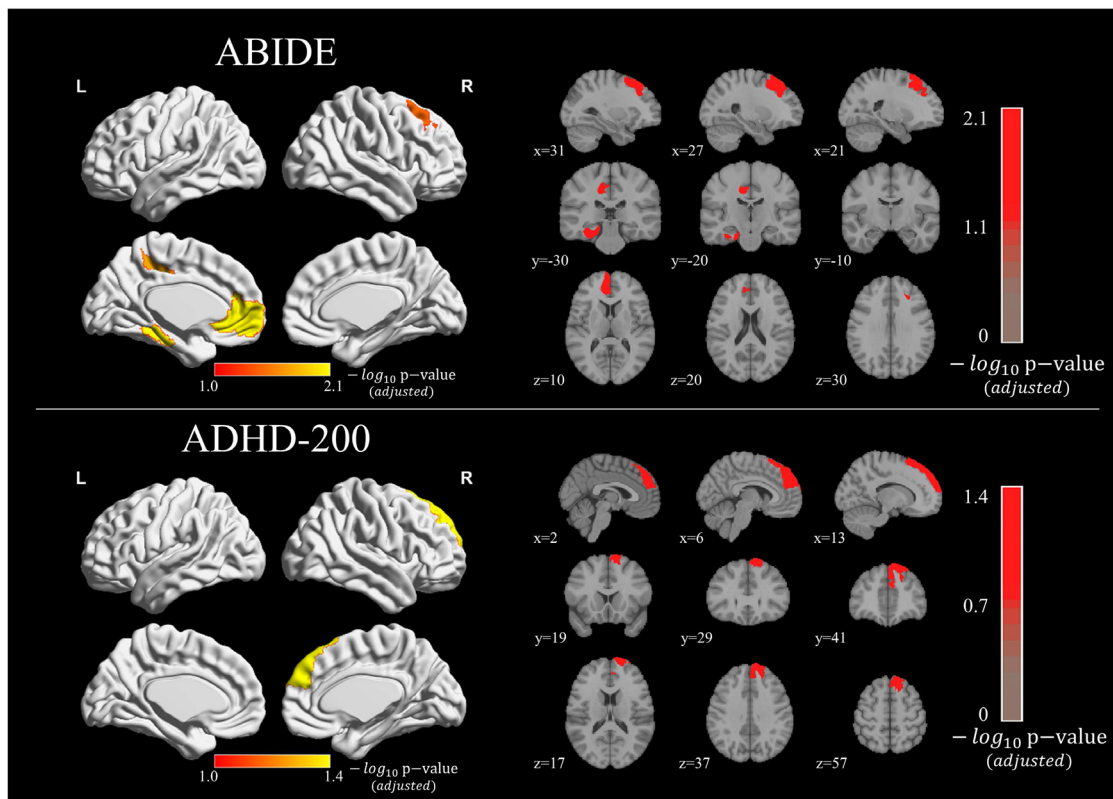 ABIDE
L
R
1.0
2.1
− log₁₀ p−value
(adjusted)
x=31
x=27
x=21
y=-30
y=-20
y=-10
z=10
z=20
z=30
2.1
1.1
0
− log₁₀ p−value
(adjusted)
ADHD-200
L
R
1.0
1.4
− log₁₀ p−value
(adjusted)
x=2
x=6
x=13
y=19
y=29
y=41
z=17
z=37
z=57
1.4
0.7
0
− log₁₀ p−value
(adjusted)